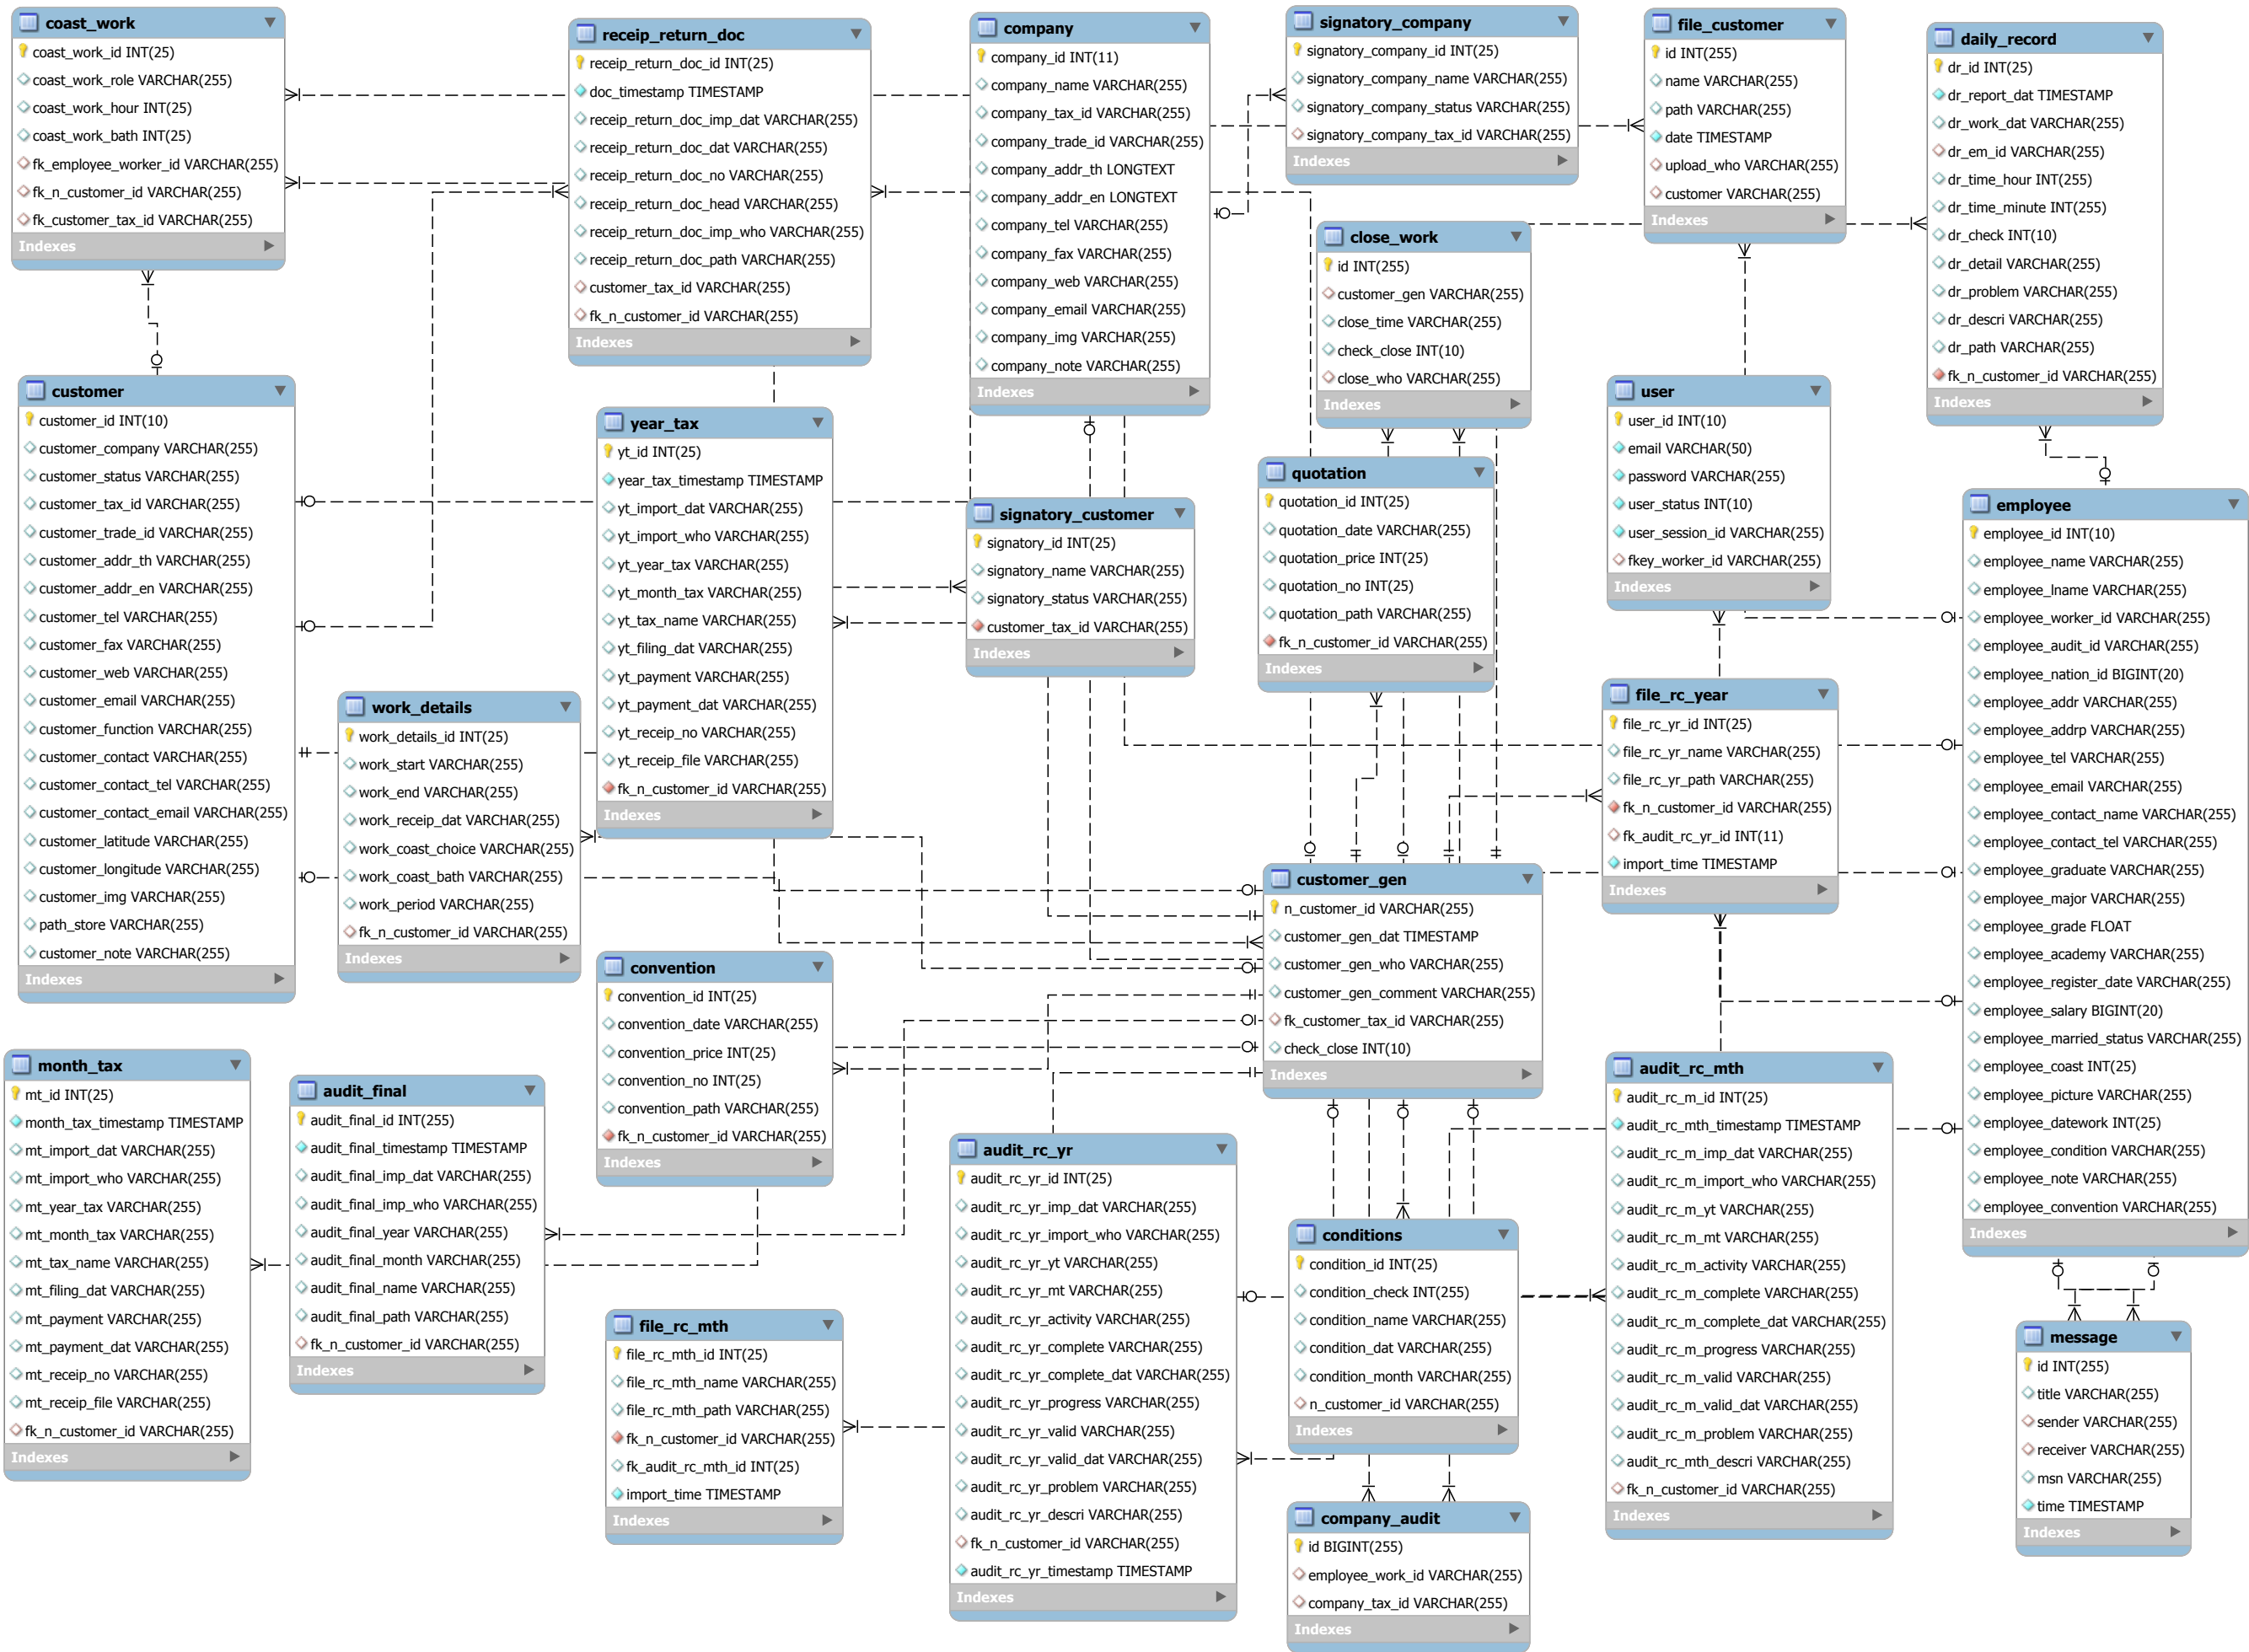 coast_work
coast_work_id INT(25)
coast_work_role VARCHAR(255)
coast_work_hour INT(25)
coast_work_bath INT(25)
fk_employee_worker_id VARCHAR(255)
fk_n_customer_id VARCHAR(255)
fk_customer_tax_id VARCHAR(255)
Indexes
receip_return_doc
receip_return_doc_id INT(25)
doc_timestamp TIMESTAMP
receip_return_doc_imp_dat VARCHAR(255)
receip_return_doc_dat VARCHAR(255)
receip_return_doc_no VARCHAR(255)
receip_return_doc_head VARCHAR(255)
receip_return_doc_imp_who VARCHAR(255)
receip_return_doc_path VARCHAR(255)
customer_tax_id VARCHAR(255)
fk_n_customer_id VARCHAR(255)
Indexes
company
company_id INT(11)
company_name VARCHAR(255)
company_tax_id VARCHAR(255)
company_trade_id VARCHAR(255)
company_addr_th LONGTEXT
company_addr_en LONGTEXT
company_tel VARCHAR(255)
company_fax VARCHAR(255)
company_web VARCHAR(255)
company_email VARCHAR(255)
company_img VARCHAR(255)
company_note VARCHAR(255)
signatory_company
signatory_company_id INT(25)
signatory_company_name VARCHAR(255)
signatory_company_status VARCHAR(255)
signatory_company_tax_id VARCHAR(255)
Indexes
file_customer
id INT(255)
name VARCHAR(255)
path VARCHAR(255)
date TIMESTAMP
upload_who VARCHAR(255)
customer VARCHAR(255)
Indexes
daily_record
dr_id INT(25)
dr_report_dat TIMESTAMP
dr_work_dat VARCHAR(255)
dr_em_id VARCHAR(255)
dr_time_hour INT(255)
dr_time_minute INT(255)
dr_check INT(10)
dr_detail VARCHAR(255)
dr_problem VARCHAR(255)
dr_descri VARCHAR(255)
dr_path VARCHAR(255)
fk_n_customer_id VARCHAR(255)
Indexes
close_work
id INT(255)
customer_gen VARCHAR(255)
close_time VARCHAR(255)
check_close INT(10)
close_who VARCHAR(255)
Indexes
customer
customer_id INT(10)
customer_company VARCHAR(255)
customer_status VARCHAR(255)
customer_tax_id VARCHAR(255)
customer_trade_id VARCHAR(255)
customer_addr_th VARCHAR(255)
customer_addr_en VARCHAR(255)
customer_tel VARCHAR(255)
customer_fax VARCHAR(255)
customer_web VARCHAR(255)
customer_email VARCHAR(255)
customer_function VARCHAR(255)
customer_contact VARCHAR(255)
customer_contact_tel VARCHAR(255)
customer_contact_email VARCHAR(255)
customer_latitude VARCHAR(255)
customer_longitude VARCHAR(255)
customer_img VARCHAR(255)
path_store VARCHAR(255)
customer_note VARCHAR(255)
Indexes
year_tax
yt_id INT(25)
year_tax_timestamp TIMESTAMP
yt_import_dat VARCHAR(255)
yt_import_who VARCHAR(255)
yt_year_tax VARCHAR(255)
yt_month_tax VARCHAR(255)
yt_tax_name VARCHAR(255)
yt_filing_dat VARCHAR(255)
yt_payment VARCHAR(255)
yt_payment_dat VARCHAR(255)
yt_receip_no VARCHAR(255)
yt_receip_file VARCHAR(255)
fk_n_customer_id VARCHAR(255)
Indexes
signatory_customer
signatory_id INT(25)
signatory_name VARCHAR(255)
signatory_status VARCHAR(255)
customer_tax_id VARCHAR(255)
Indexes
quotation
quotation_id INT(25)
quotation_date VARCHAR(255)
quotation_price INT(25)
quotation_no INT(25)
quotation_path VARCHAR(255)
fk_n_customer_id VARCHAR(255)
Indexes
user
user_id INT(10)
email VARCHAR(50)
password VARCHAR(255)
user_status INT(10)
user_session_id VARCHAR(255)
fkey_worker_id VARCHAR(255)
Indexes
employee
employee_id INT(10)
employee_name VARCHAR(255)
employee_lname VARCHAR(255)
employee_worker_id VARCHAR(255)
employee_audit_id VARCHAR(255)
employee_nation_id BIGINT(20)
employee_addr VARCHAR(255)
employee_addrp VARCHAR(255)
employee_tel VARCHAR(255)
employee_email VARCHAR(255)
employee_contact_name VARCHAR(255)
employee_contact_tel VARCHAR(255)
employee_graduate VARCHAR(255)
employee_major VARCHAR(255)
employee_grade FLOAT
employee_academy VARCHAR(255)
employee_register_date VARCHAR(255)
employee_salary BIGINT(20)
employee_married_status VARCHAR(255)
employee_coast INT(25)
employee_picture VARCHAR(255)
employee_datework INT(25)
employee_condition VARCHAR(255)
employee_note VARCHAR(255)
employee_convention VARCHAR(255)
Indexes
work_details
work_details_id INT(25)
work_start VARCHAR(255)
work_end VARCHAR(255)
work_receip_dat VARCHAR(255)
work_coast_choice VARCHAR(255)
work_coast_bath VARCHAR(255)
work_period VARCHAR(255)
fk_n_customer_id VARCHAR(255)
Indexes
file_rc_year
file_rc_yr_id INT(25)
file_rc_yr_name VARCHAR(255)
file_rc_yr_path VARCHAR(255)
fk_n_customer_id VARCHAR(255)
fk_audit_rc_yr_id INT(11)
import_time TIMESTAMP
Indexes
customer_gen
n_customer_id VARCHAR(255)
customer_gen_dat TIMESTAMP
customer_gen_who VARCHAR(255)
customer_gen_comment VARCHAR(255)
fk_customer_tax_id VARCHAR(255)
check_close INT(10)
Indexes
convention
convention_id INT(25)
convention_date VARCHAR(255)
convention_price INT(25)
convention_no INT(25)
convention_path VARCHAR(255)
fk_n_customer_id VARCHAR(255)
Indexes
month_tax
mt_id INT(25)
month_tax_timestamp TIMESTAMP
mt_import_dat VARCHAR(255)
mt_import_who VARCHAR(255)
mt_year_tax VARCHAR(255)
mt_month_tax VARCHAR(255)
mt_tax_name VARCHAR(255)
mt_filing_dat VARCHAR(255)
mt_payment VARCHAR(255)
mt_payment_dat VARCHAR(255)
mt_receip_no VARCHAR(255)
mt_receip_file VARCHAR(255)
fk_n_customer_id VARCHAR(255)
Indexes
audit_final
audit_final_id INT(255)
audit_final_timestamp TIMESTAMP
audit_final_imp_dat VARCHAR(255)
audit_final_imp_who VARCHAR(255)
audit_final_year VARCHAR(255)
audit_final_month VARCHAR(255)
audit_final_name VARCHAR(255)
audit_final_path VARCHAR(255)
fk_n_customer_id VARCHAR(255)
Indexes
audit_rc_yr
audit_rc_yr_id INT(25)
audit_rc_yr_imp_dat VARCHAR(255)
audit_rc_yr_import_who VARCHAR(255)
audit_rc_yr_yt VARCHAR(255)
audit_rc_yr_mt VARCHAR(255)
audit_rc_yr_activity VARCHAR(255)
audit_rc_yr_complete VARCHAR(255)
audit_rc_yr_complete_dat VARCHAR(255)
audit_rc_yr_progress VARCHAR(255)
audit_rc_yr_valid VARCHAR(255)
audit_rc_yr_valid_dat VARCHAR(255)
audit_rc_yr_problem VARCHAR(255)
audit_rc_yr_descri VARCHAR(255)
fk_n_customer_id VARCHAR(255)
audit_rc_yr_timestamp TIMESTAMP
Indexes
audit_rc_mth
audit_rc_m_id INT(25)
audit_rc_mth_timestamp TIMESTAMP
audit_rc_m_imp_dat VARCHAR(255)
audit_rc_m_import_who VARCHAR(255)
audit_rc_m_yt VARCHAR(255)
audit_rc_m_mt VARCHAR(255)
audit_rc_m_activity VARCHAR(255)
audit_rc_m_complete VARCHAR(255)
audit_rc_m_complete_dat VARCHAR(255)
audit_rc_m_progress VARCHAR(255)
audit_rc_m_valid VARCHAR(255)
audit_rc_m_valid_dat VARCHAR(255)
audit_rc_m_problem VARCHAR(255)
audit_rc_mth_descri VARCHAR(255)
fk_n_customer_id VARCHAR(255)
Indexes
conditions
condition_id INT(25)
condition_check INT(255)
condition_name VARCHAR(255)
condition_dat VARCHAR(255)
condition_month VARCHAR(255)
n_customer_id VARCHAR(255)
Indexes
file_rc_mth
file_rc_mth_id INT(25)
file_rc_mth_name VARCHAR(255)
file_rc_mth_path VARCHAR(255)
fk_n_customer_id VARCHAR(255)
fk_audit_rc_mth_id INT(25)
import_time TIMESTAMP
Indexes
message
id INT(255)
title VARCHAR(255)
sender VARCHAR(255)
receiver VARCHAR(255)
msn VARCHAR(255)
time TIMESTAMP
Indexes
company_audit
id BIGINT(255)
employee_work_id VARCHAR(255)
company_tax_id VARCHAR(255)
Indexes